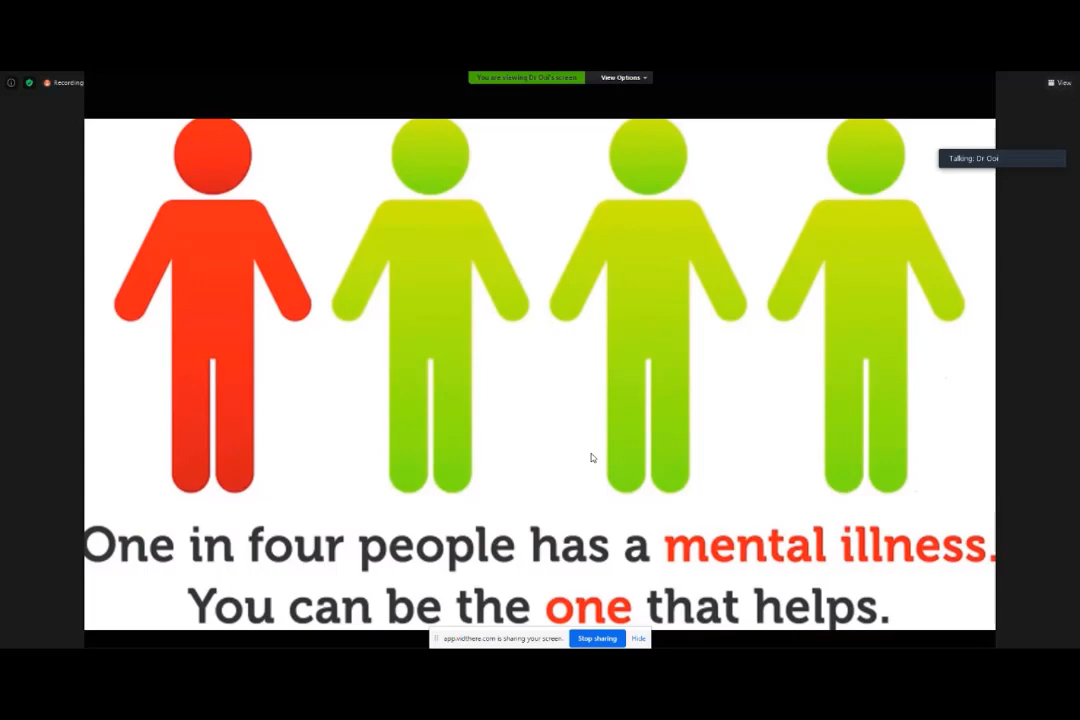 You are viewing Dr Ooi's screen
View Options
Recording
View
Talking: Dr Ooi
One in four people has a mental illness.
You can be the one that helps.
app.vidthere.com is sharing your screen.
Stop sharing
Hide